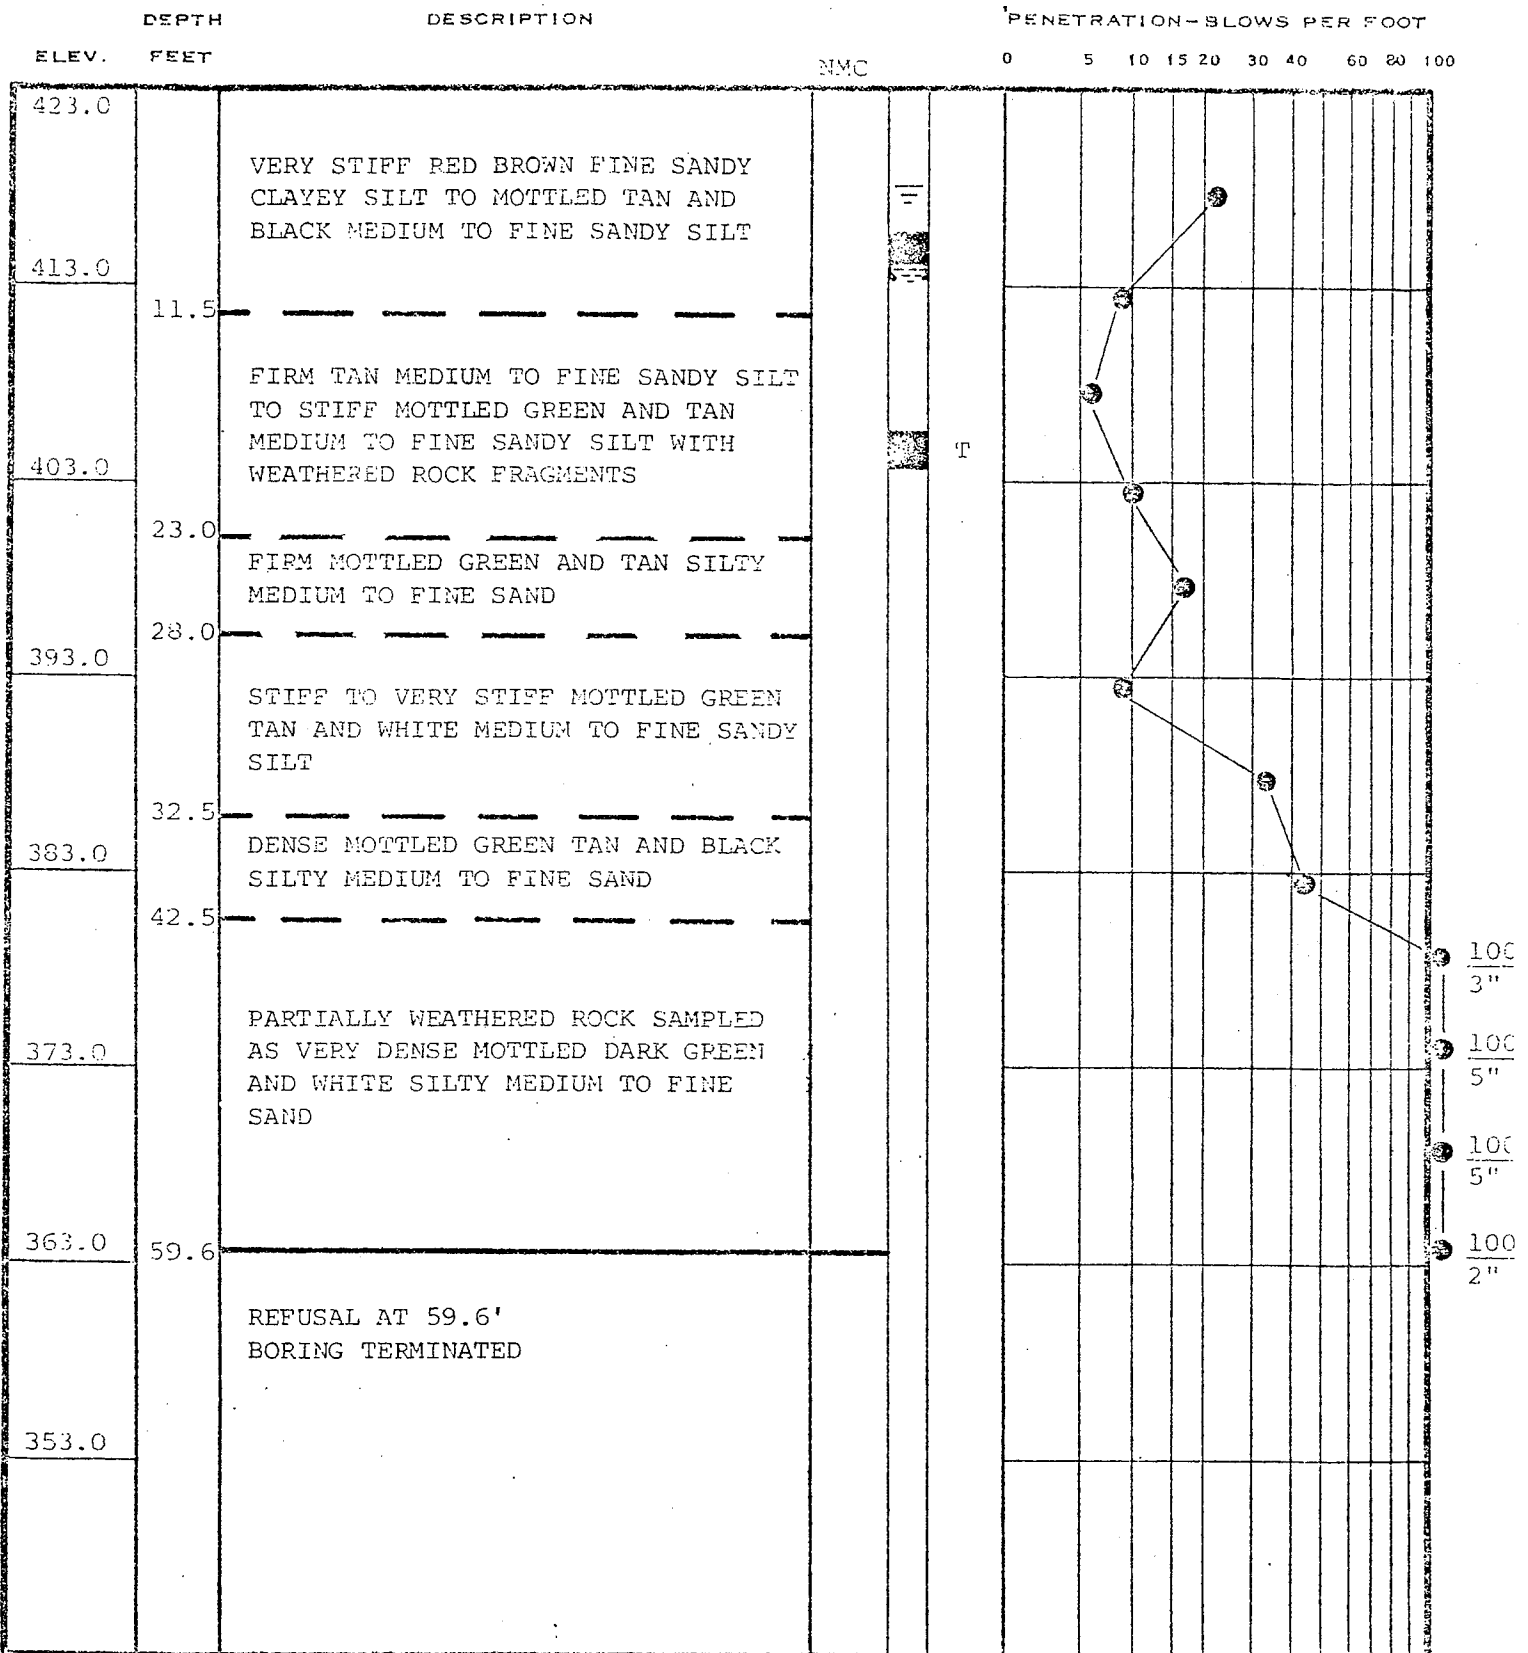 DEPTH DESCRIPTION PENETRATION-BLOWS PER FOOT
ELEV. FEET NMC 0 5 10 15 20 30 40 60 80 100
423.0
VERY STIFF RED BROWN FINE SANDY
CLAYEY SILT TO MOTTLED TAN AND
BLACK MEDIUM TO FINE SANDY SILT
413.0
11.5
FIRM TAN MEDIUM TO FINE SANDY SILT
TO STIFF MOTTLED GREEN AND TAN
MEDIUM TO FINE SANDY SILT WITH
T
WEATHERED ROCK FRAGMENTS
403.0
23.0
FIRM MOTTLED GREEN AND TAN SILTY
MEDIUM TO FINE SAND
28.0
393.0
STIFF TO VERY STIFF MOTTLED GREEN
TAN AND WHITE MEDIUM TO FINE SANDY
SILT
32.5
DENSE MOTTLED GREEN TAN AND BLACK
383.0
SILTY MEDIUM TO FINE SAND
42.5
100
3"
PARTIALLY WEATHERED ROCK SAMPLED
AS VERY DENSE MOTTLED DARK GREEN
373.0
100
5"
AND WHITE SILTY MEDIUM TO FINE
SAND
100
5"
363.0
59.6
100
2"
REFUSAL AT 59.6'
BORING TERMINATED
353.0